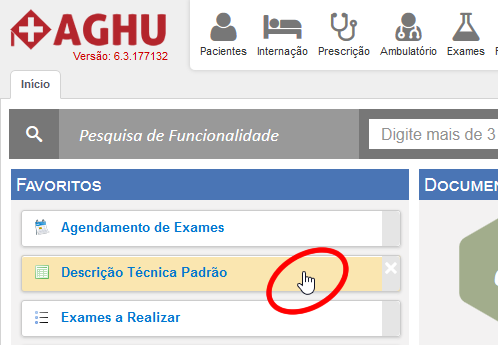 AGHU
Versão: 6.3.177132
Pacientes
Internação
Prescrição
Ambulatório
Exames
Início
Pesquisa de Funcionalidade
Digite mais de 3
FAVORITOS
DOCUMEN
Agendamento de Exames
Descrição Técnica Padrão
Exames a Realizar